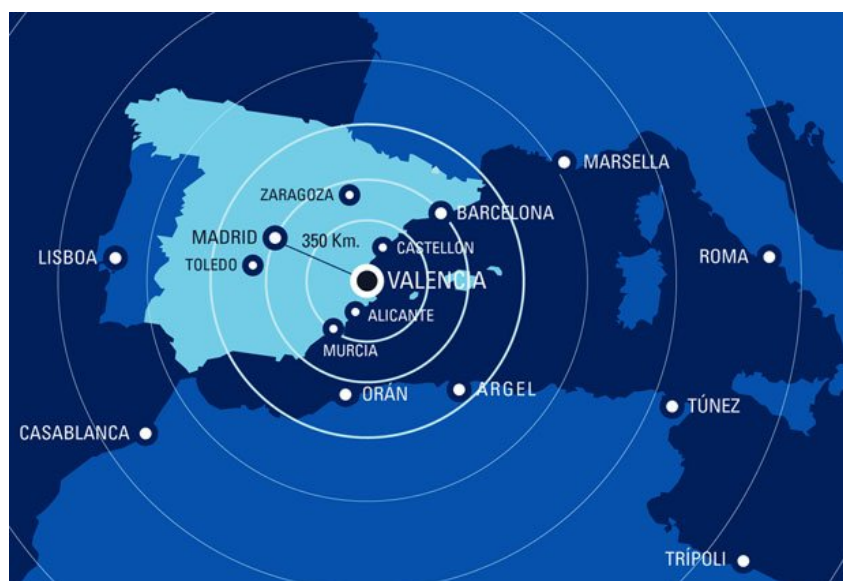 MARSELLA
ZARAGOZA
BARCELONA
MADRID
350 Km.
CASTELLON
LISBOA
TOLEDO
ROMA
VALENCIA
ALICANTE
MURCIA
ORÁN
ARGEL
TÚNEZ
CASABLANCA
TRÍPOLI